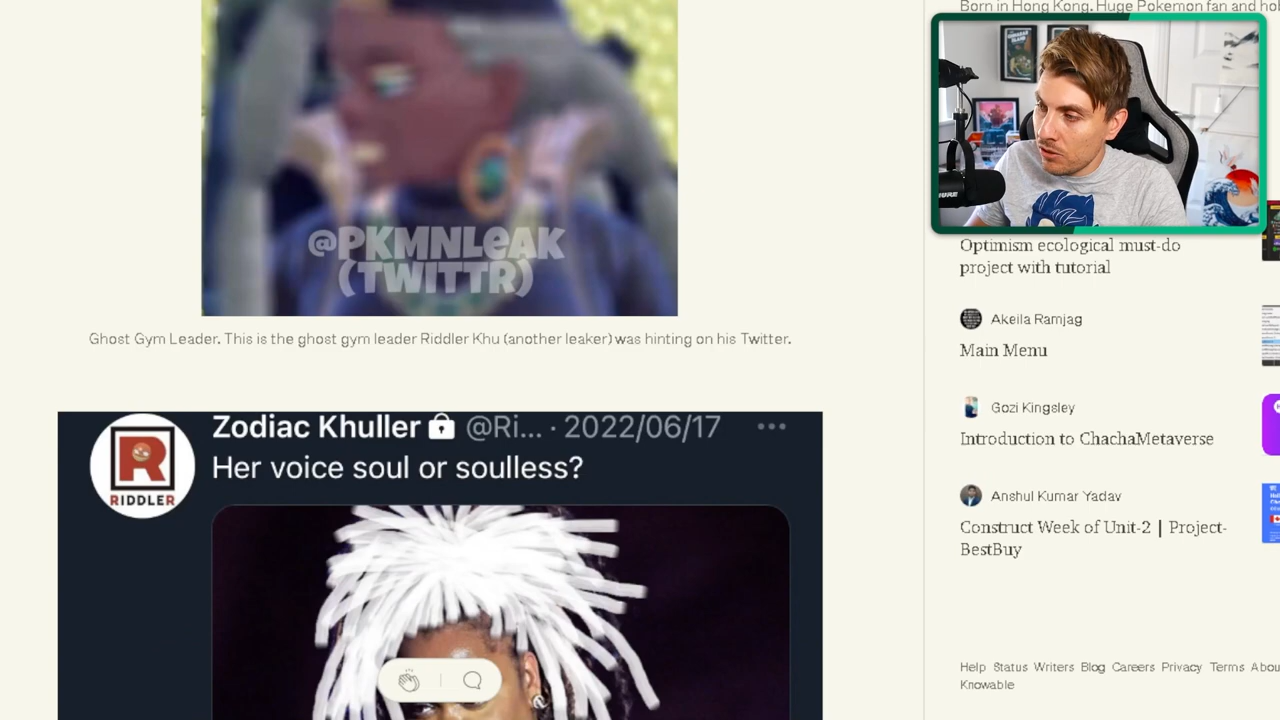 Born in Hong Kong. Huge Pokemon fan and
@PKMNLeaK
(TWITTR)
Ghost Gym Leader. This is the ghost gym leader Riddler Khu (another leaker) was hinting on his Twitter.
Zodiac Khuller @Ri... · 2022/06/17
Her voice soul or soulless?
RIDDLER
Optimism ecological must-do
project with tutorial
Akeila Ramjag
Main Menu
Gozi Kingsley
Introduction to ChachaMetaverse
Anshul Kumar Yadav
Construct Week of Unit-2 | Project-
BestBuy
Help Status Writers Blog Careers Privacy Terms
Knowable